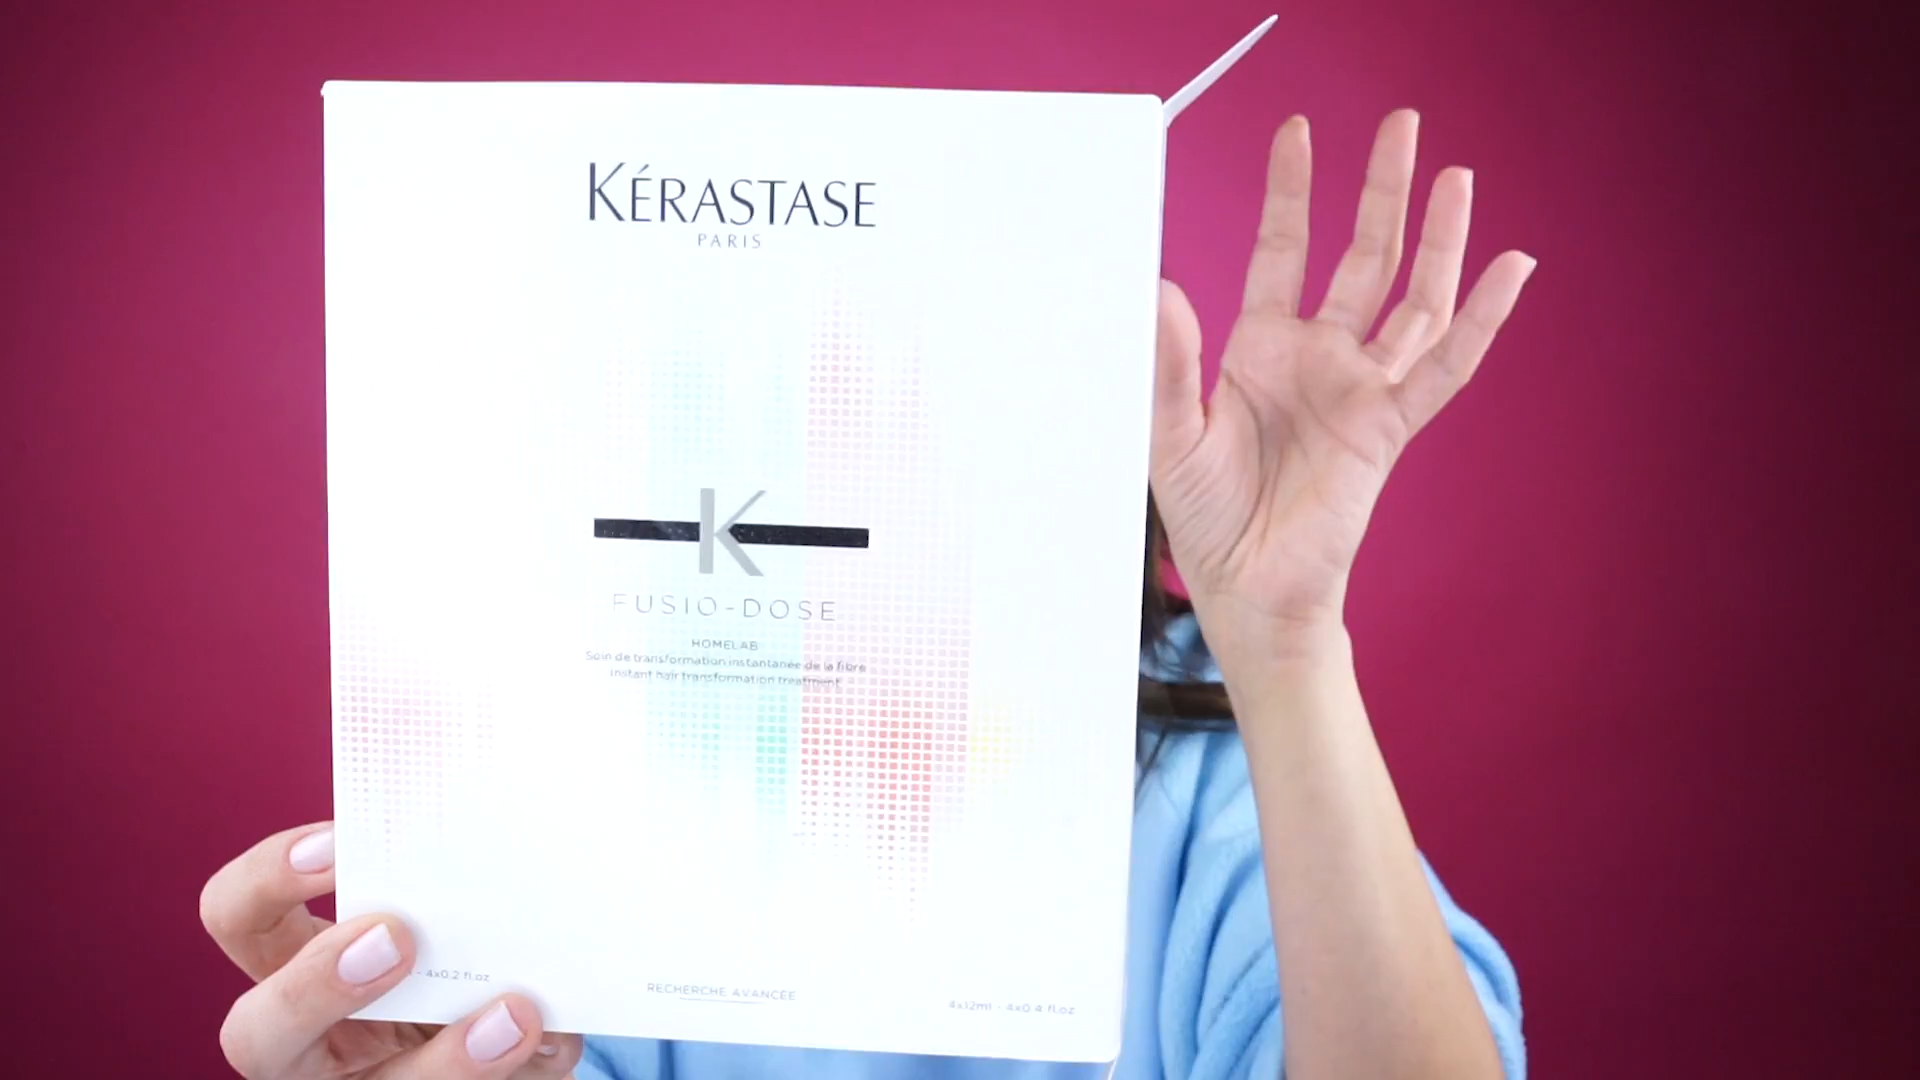 KÉRASTASE
PARIS
K
FUSIO-DOSE
HOMELAB
Soin de transformation instantanée de la fibre
instant hair transformation treatment
- 4x0.2 fl.oz
RECHERCHE AVANCÉE
4x12ml - 4x0.4 fl.oz